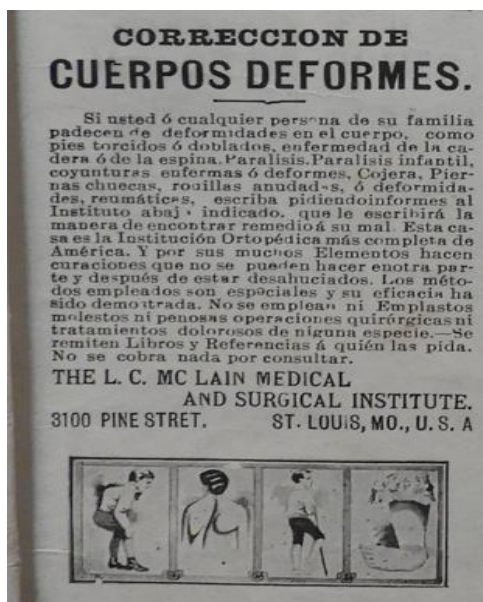 CORRECCION DE
CUERPOS DEFORMES.
Si usted ó cualquier persona de su familia
padecen de deformidades en el cuerpo, como
pies torcidos ó doblados, enfermedad de la ca-
dera ó de la espina. Paralisis. Paralisis infantil,
coyunturas enfermas ó deformes, Cojera, Pier-
nas chuecas, rodillas anudadas, ó deformida-
des, reumáticas, escriba pidiendoinformes al
Instituto abajo indicado. que le escribirá la
manera de encontrar remedioá su mal. Esta ca-
sa es la Institución Ortopédica más completa de
América. Y por sus muchos Elementos hacen
curaciones que no se pueden hacer enotra par-
te y después de estar desahuciados. Los méto-
dos empleados son especiales y su eficacia ha
sido demostrada. No se emplean ni Emplastos
molestos ni penosas operaciones quirórgicas ni
tratamientos dolorosos de niguna especie.—Se
remiten Libros y Referencias á quién las pida.
No se cobra nada por consultar.
THE L. C. MC LAIN MEDICAL
AND SURGICAL INSTITUTE.
3100 PINE STRET. ST. LOUIS, MO., U. S. A